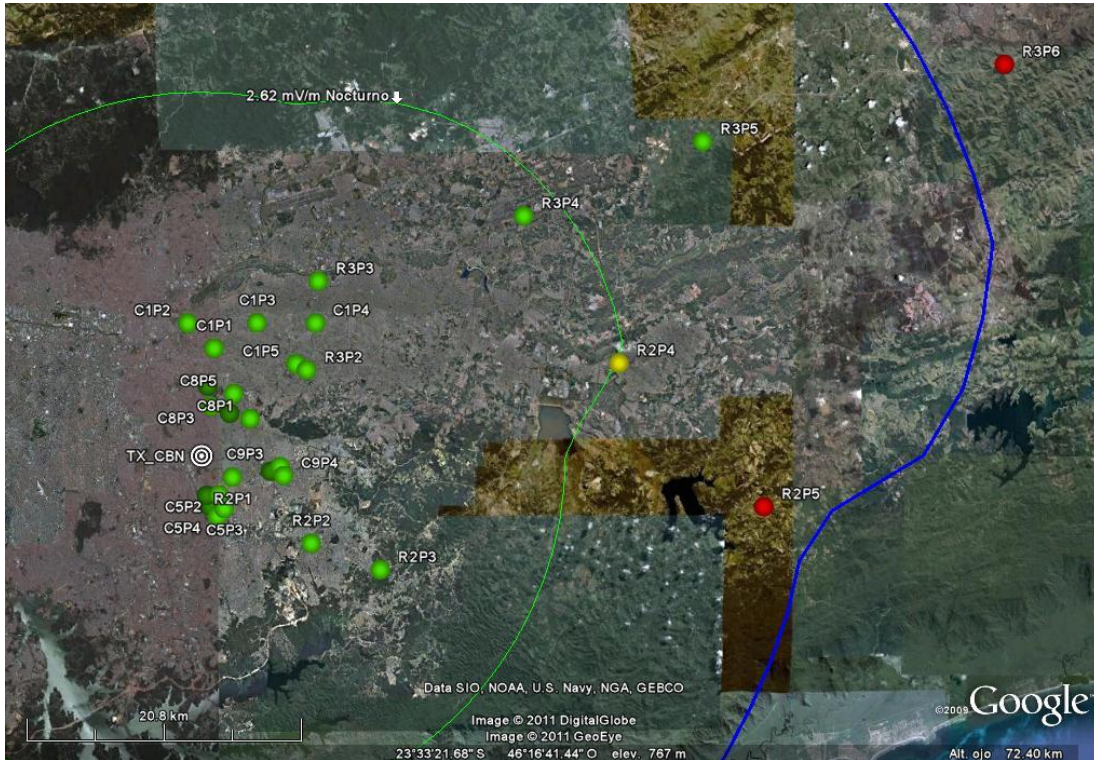 R3P6
2.62 mV/m Nocturno
R3P5
R3P4
R3P3
C1P2
C1P3
C1P4
C1P1
C1P5
R3P2
R2P4
C8P5
C8P1
C8P3
TX_CBN
C9P3
C9P4
R2P1
C5P2
C5P4
C5P3
R2P5
R2P2
R2P3
Data SIO, NOAA, U.S. Navy, NGA, GEBCO
20.8 km
Image © 2011 DigitalGlobe
Image © 2011 GeoEye
©2009 Google
23°33'21.68" S 46°16'41.44" O elev. 767 m
Alt. ojo 72.40 km